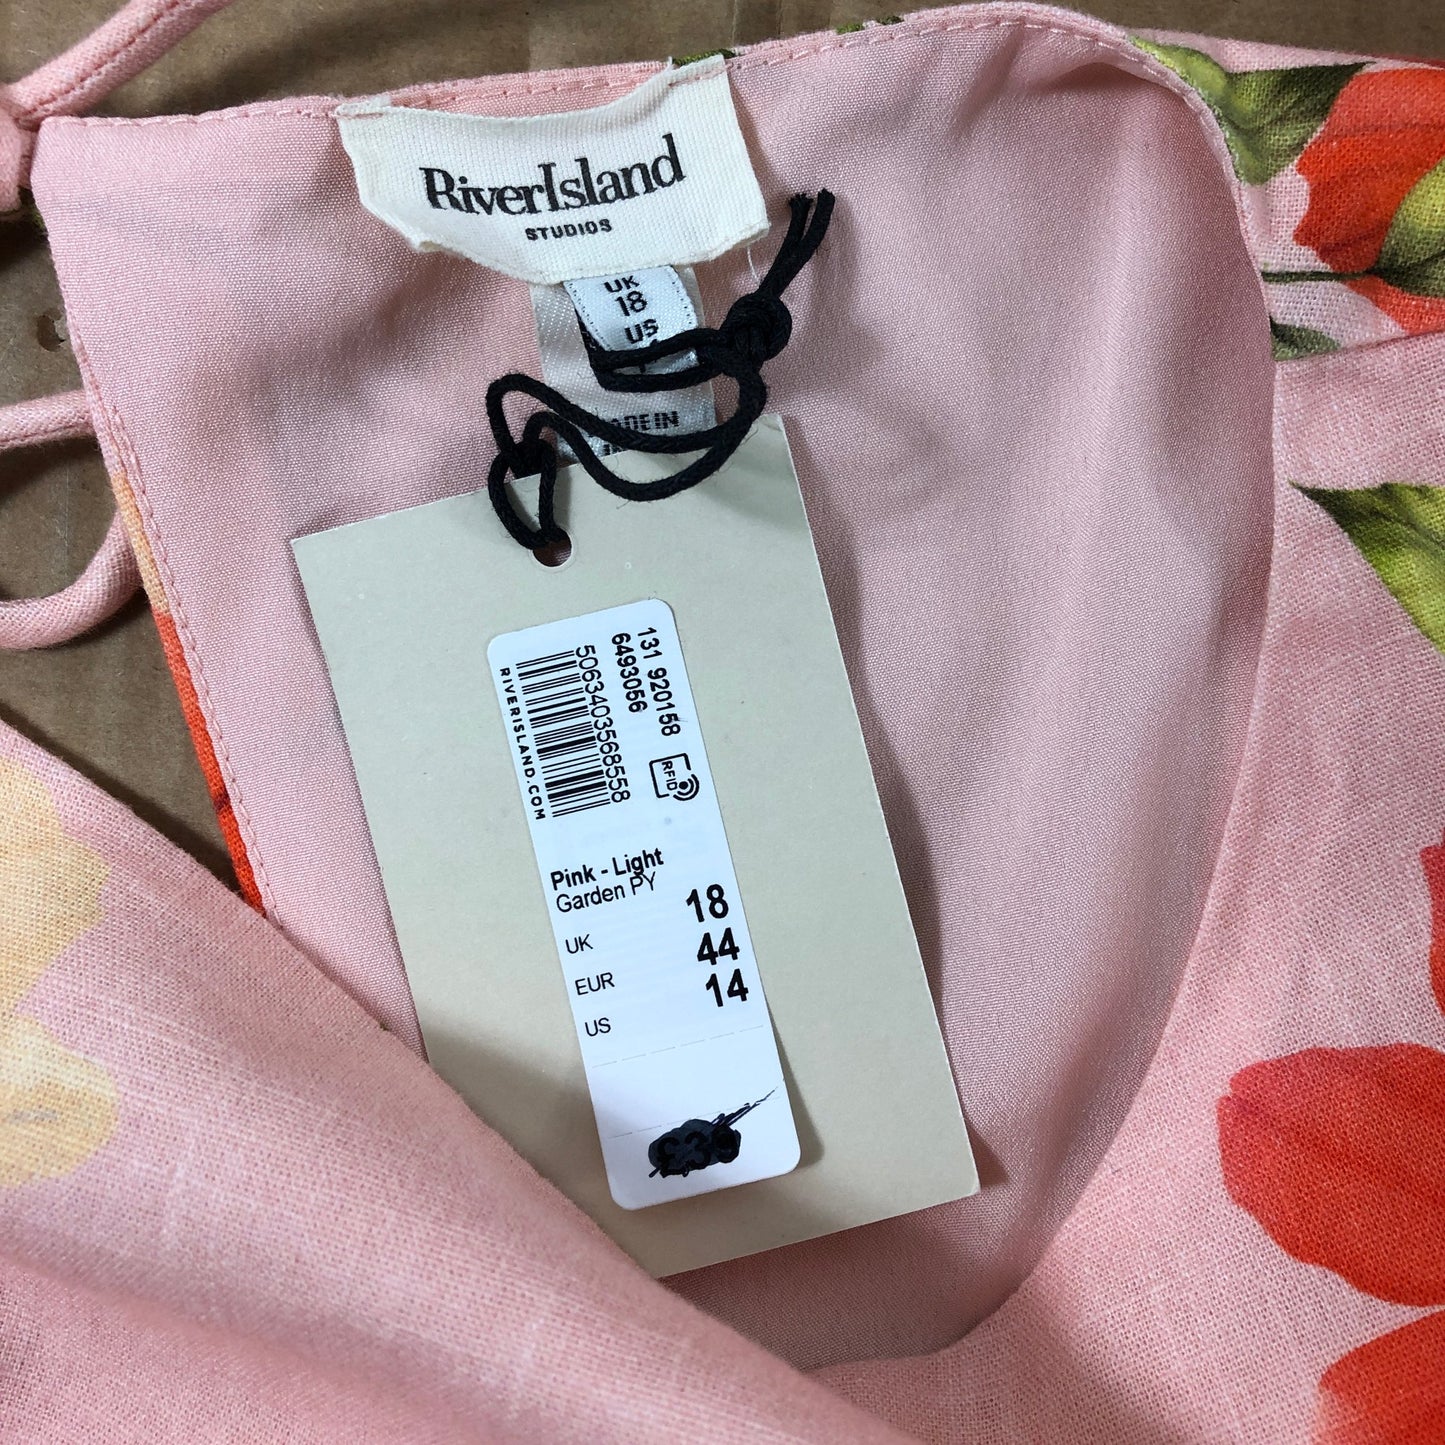 RiverIsland
STUDIOS
UK
18
US
MADE IN
131 920158
6493056
RFID
5063403568558
RIVERISLAND.COM
Pink - Light
Garden PY
UK 18
EUR 44
US 14